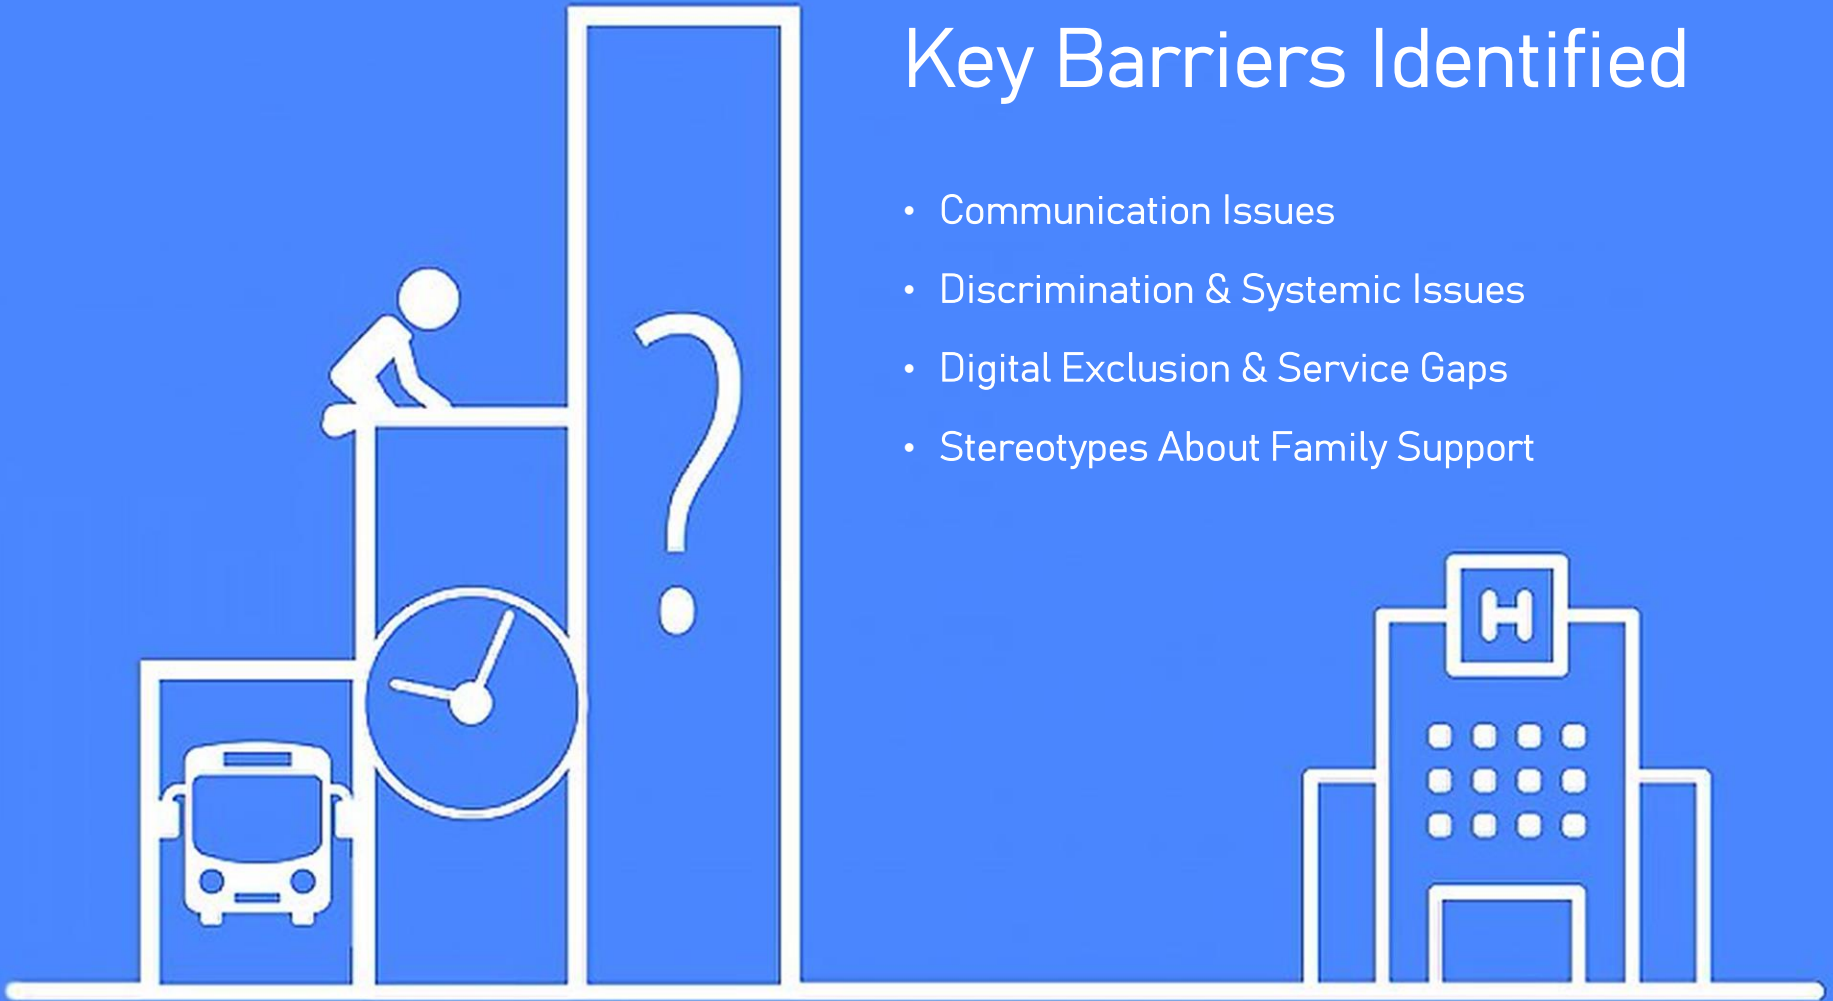 Key Barriers Identified
• Communication Issues
• Discrimination & Systemic Issues
• Digital Exclusion & Service Gaps
• Stereotypes About Family Support
?
H